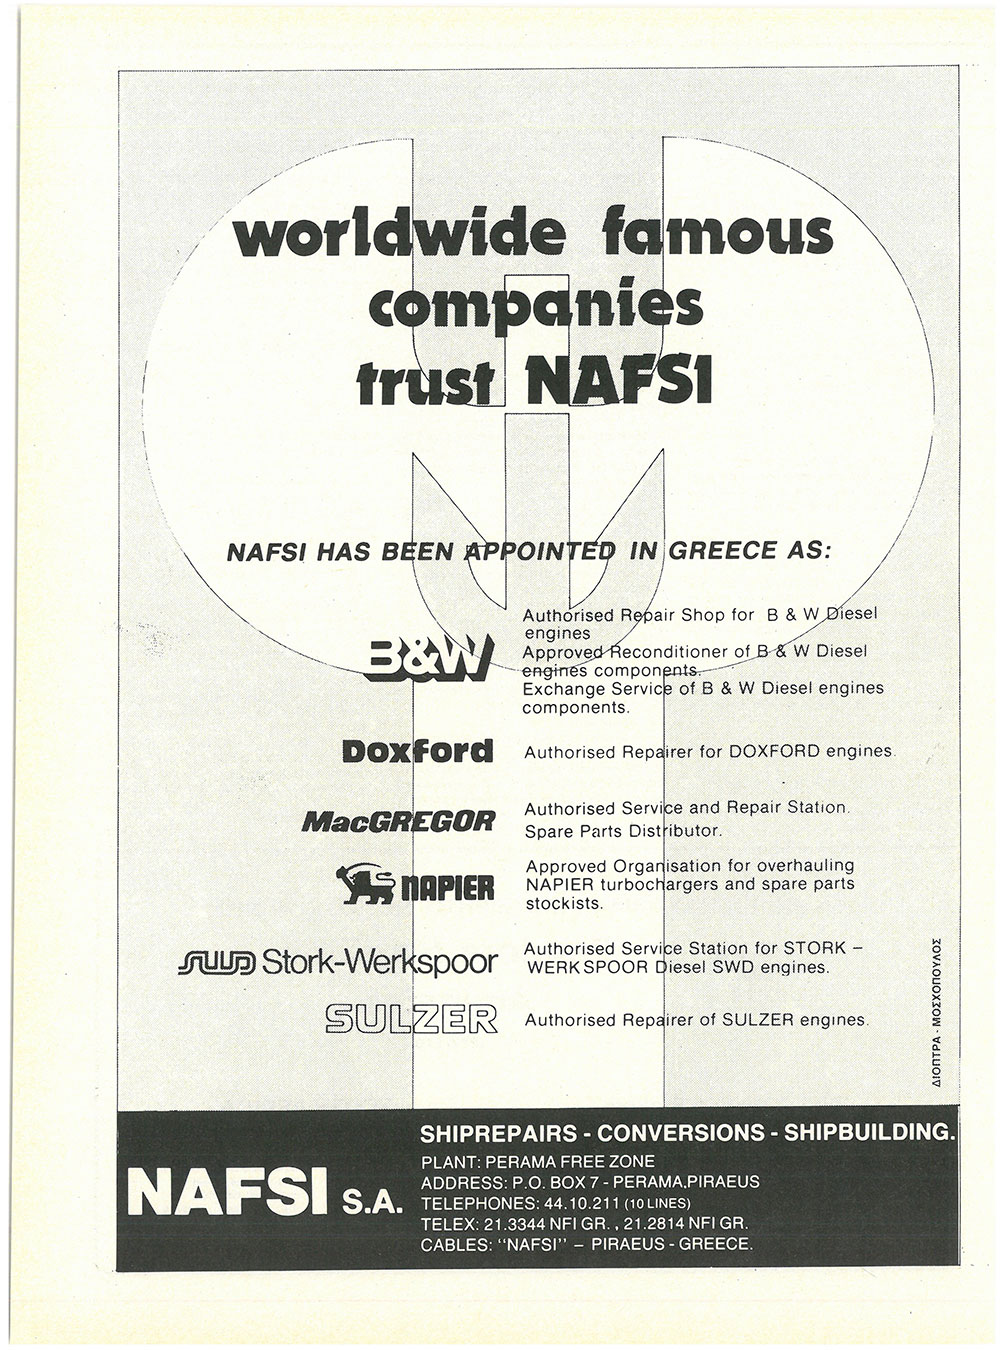 worldwide famous
companies
trust NAFSI
NAFSI HAS BEEN APPOINTED IN GREECE AS:
B&W
Authorised Repair Shop for B & W Diesel
engines
Approved Reconditioner of B & W Diesel
engines components.
Exchange Service of B & W Diesel engines
components.
Doxford
Authorised Repairer for DOXFORD engines.
MacGREGOR
Authorised Service and Repair Station.
Spare Parts Distributor.
NAPIER
Approved Organisation for overhauling
NAPIER turbochargers and spare parts
stockists.
SWD Stork-Werkspoor
Authorised Service Station for STORK –
WERKSPOOR Diesel SWD engines.
SULZER
Authorised Repairer of SULZER engines.
ΔΙΟΠΤΡΑ - ΜΟΣΧΟΠΟΥΛΟΣ
NAFSI S.A.
SHIPREPAIRS - CONVERSIONS - SHIPBUILDING.
PLANT: PERAMA FREE ZONE
ADDRESS: P.O. BOX 7 - PERAMA.PIRAEUS
TELEPHONES: 44.10.211 (10 LINES)
TELEX: 21.3344 NFI GR. , 21.2814 NFI GR.
CABLES: "NAFSI" – PIRAEUS - GREECE.